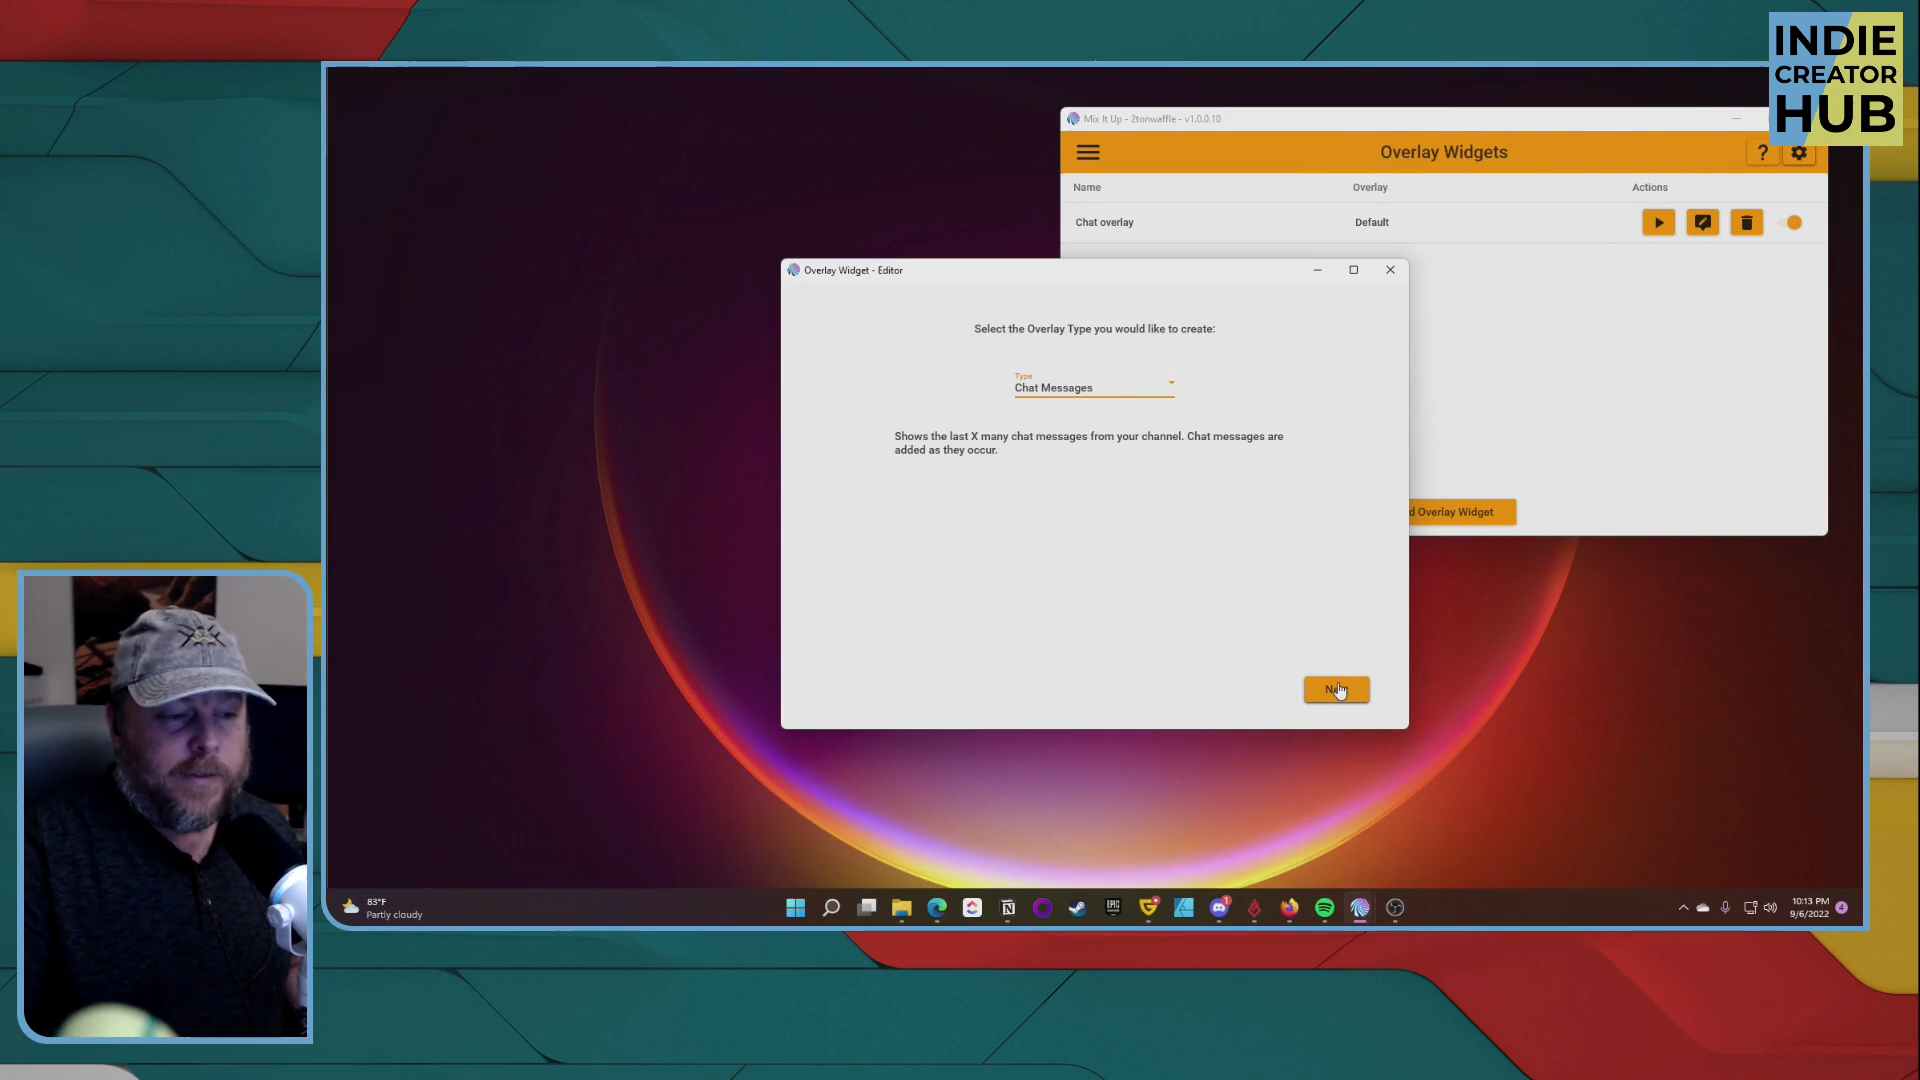 INDIE
CREATOR
HUB
Mix It Up - 2tonwaffle - v1.0.0.10
Overlay Widgets
?
Name
Overlay
Actions
Chat overlay
Default
Overlay Widget - Editor
Select the Overlay Type you would like to create:
Type
Chat Messages
Shows the last X many chat messages from your channel. Chat messages are
added as they occur.
d Overlay Widget
83°F
Partly cloudy
EPIC
1
10:13 PM
9/6/2022
4